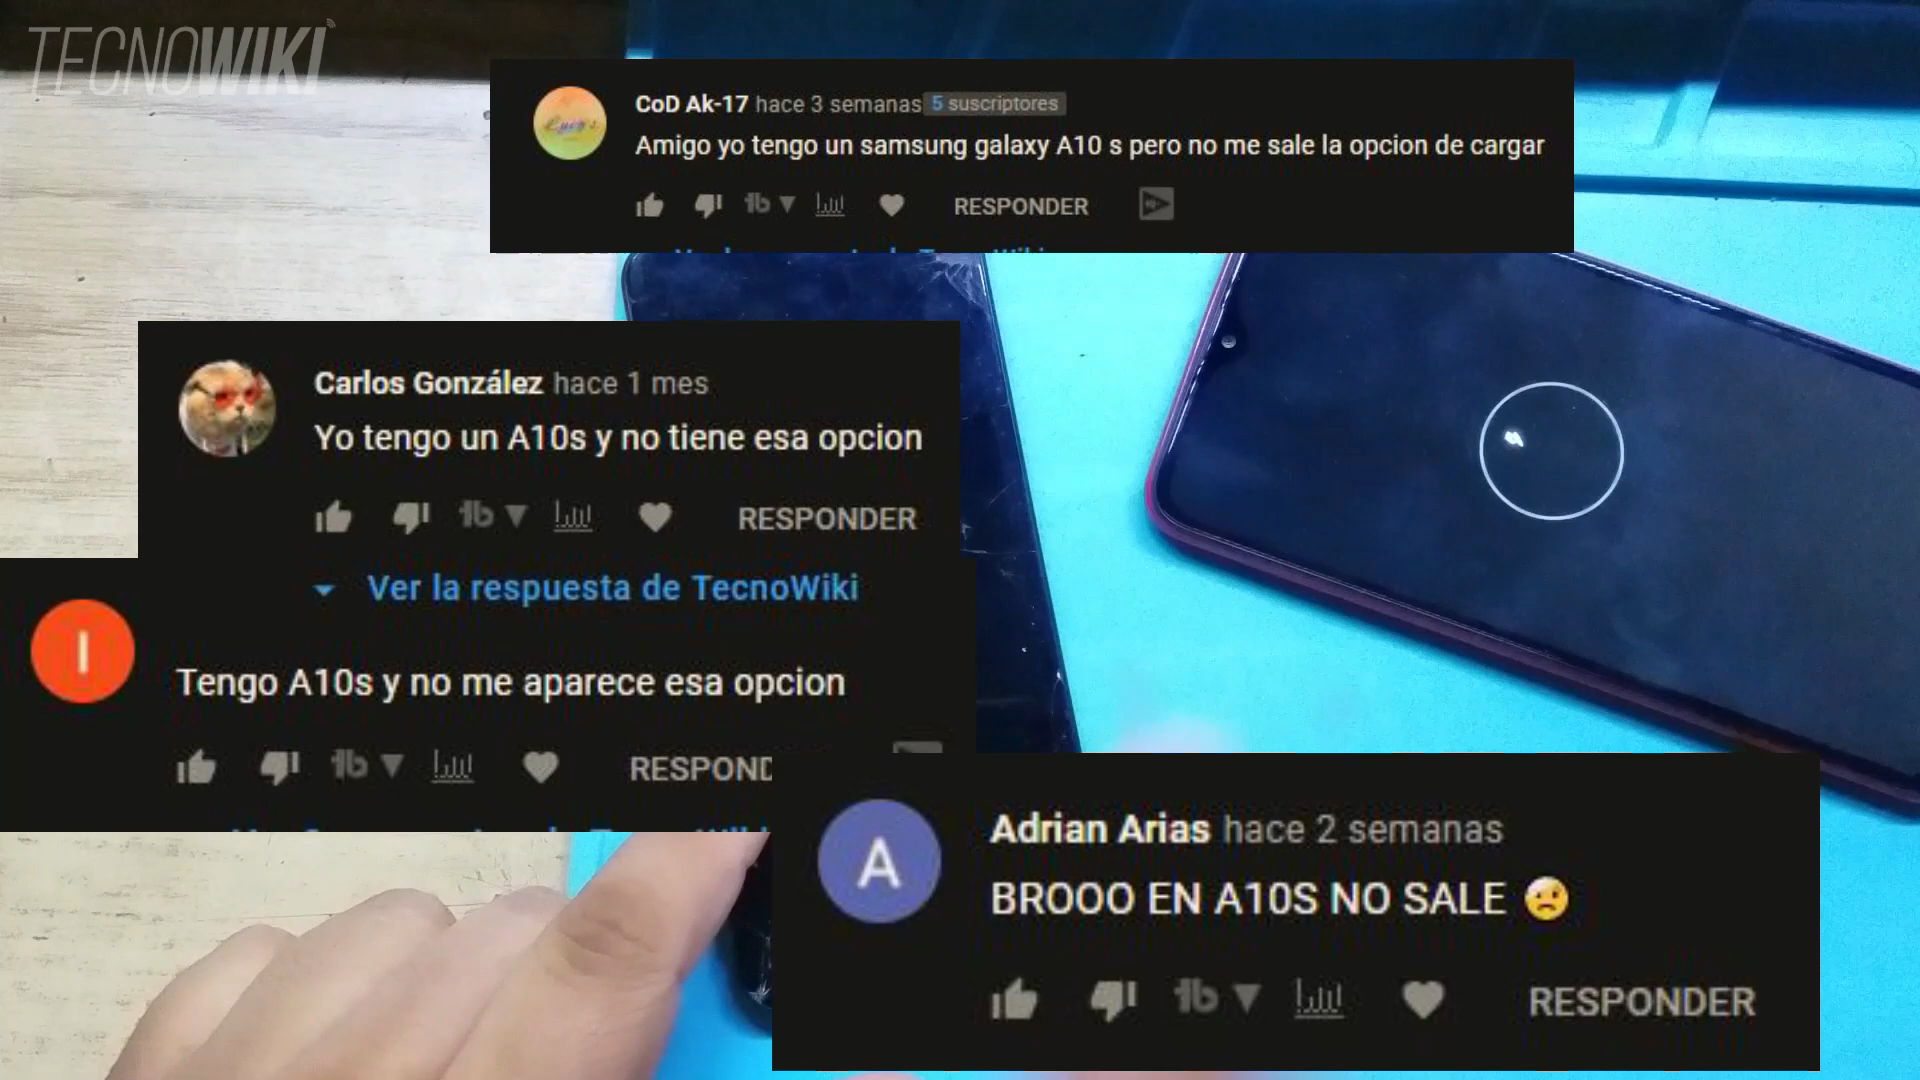 TECNOWIKI
CoD Ak-17 hace 3 semanas 5 suscriptores
Amigo yo tengo un samsung galaxy A10 s pero no me sale la opcion de cargar
RESPONDER
Carlos González hace 1 mes
Yo tengo un A10s y no tiene esa opcion
RESPONDER
Ver la respuesta de TecnoWiki
I
Tengo A10s y no me aparece esa opcion
RESPOND
A
Adrian Arias hace 2 semanas
BROOO EN A10S NO SALE 🤕
RESPONDER